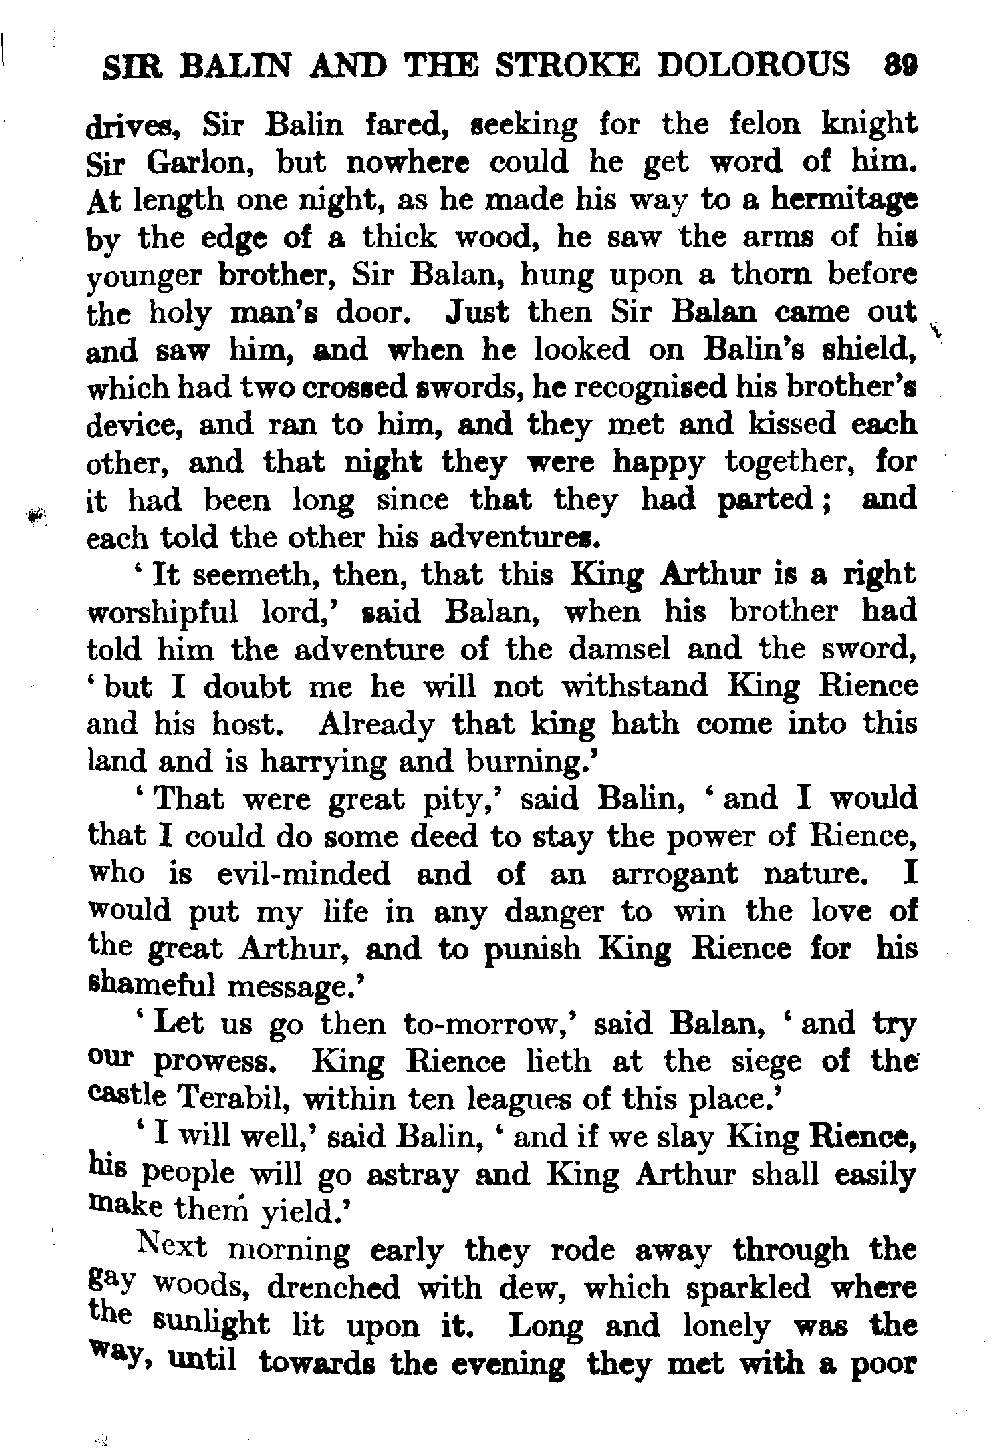 SIR BALIN AND THE STROKE DOLOROUS 89
drives, Sir Balin fared, seeking for the felon knight
Sir Garlon, but nowhere could he get word of him.
At length one night, as he made his way to a hermitage
by the edge of a thick wood, he saw the arms of his
younger brother, Sir Balan, hung upon a thorn before
the holy man's door. Just then Sir Balan came out
and saw him, and when he looked on Balin's shield,
which had two crossed swords, he recognised his brother's
device, and ran to him, and they met and kissed each
other, and that night they were happy together, for
it had been long since that they had parted ; and
each told the other his adventures.
‘ It seemeth, then, that this King Arthur is a right
worshipful lord,’ said Balan, when his brother had
told him the adventure of the damsel and the sword,
‘ but I doubt me he will not withstand King Rience
and his host. Already that king hath come into this
land and is harrying and burning.’
‘ That were great pity,’ said Balin, ‘ and I would
that I could do some deed to stay the power of Rience,
who is evil-minded and of an arrogant nature. I
would put my life in any danger to win the love of
the great Arthur, and to punish King Rience for his
shameful message.’
‘ Let us go then to-morrow,’ said Balan, ‘ and try
our prowess. King Rience lieth at the siege of the
castle Terabil, within ten leagues of this place.’
‘ I will well,’ said Balin, ‘ and if we slay King Rience,
his people will go astray and King Arthur shall easily
make them yield.’
Next morning early they rode away through the
gay woods, drenched with dew, which sparkled where
the sunlight lit upon it. Long and lonely was the
way, until towards the evening they met with a poor